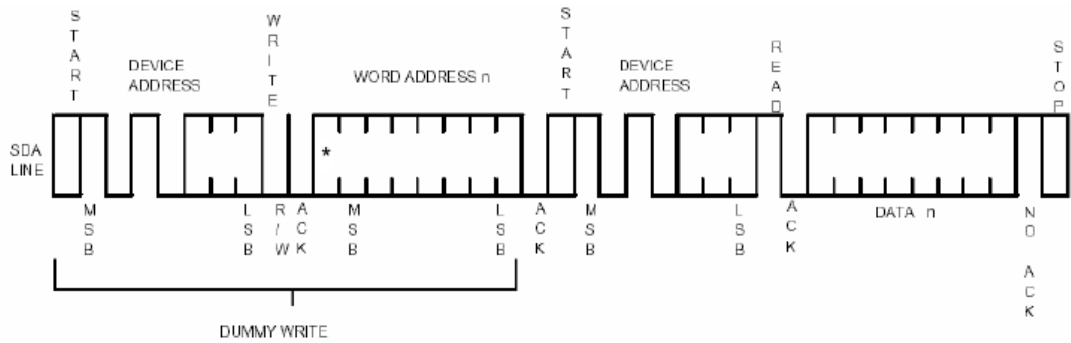 START
DEVICE
ADDRESS
WRITE
WORD ADDRESS n
START
DEVICE
ADDRESS
READ
STOP
SDA
LINE
*
MSB
LSB
R/W
ACK
MSB
LSB
ACK
MSB
LSB
ACK
DATA n
NO ACK
DUMMY WRITE